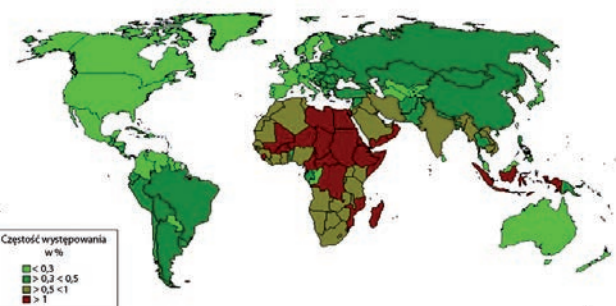 Częstość występowania
w %
< 0,3
> 0,3 < 0,5
> 0,5 < 1
> 1